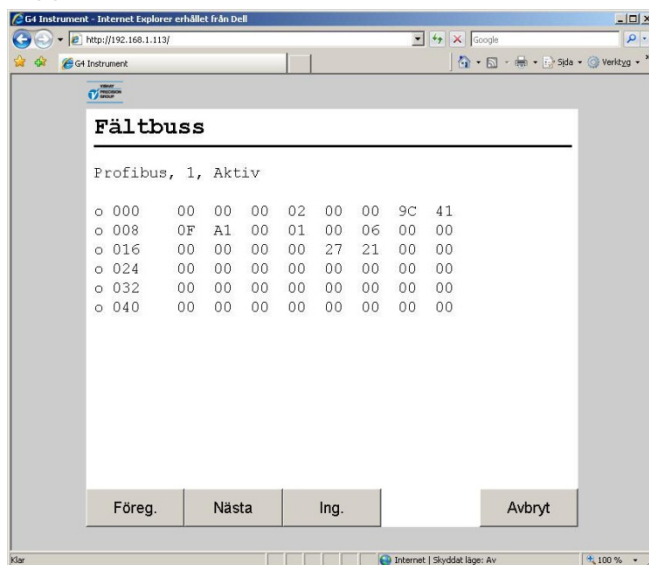 G4 Instrument - Internet Explorer erhållet från Dell
http://192.168.1.113/
Google
G4 Instrument
Sida
Verktyg
VISHAY
PRECISION
GROUP
Fältbuss
Profibus, 1, Aktiv
o 000 00 00 00 02 00 00 9C 41
o 008 0F A1 00 01 00 06 00 00
o 016 00 00 00 00 27 21 00 00
o 024 00 00 00 00 00 00 00 00
o 032 00 00 00 00 00 00 00 00
o 040 00 00 00 00 00 00 00 00
Föreg. Nästa Ing. Avbryt
Klar Internet | Skyddat läge: Av 100 %